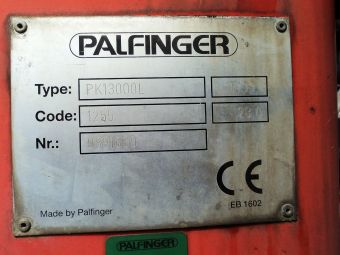 PALFINGER
Type: PK13000L
Code:
Nr.:
CE
Made by Palfinger
EB 1602
PALFINGER